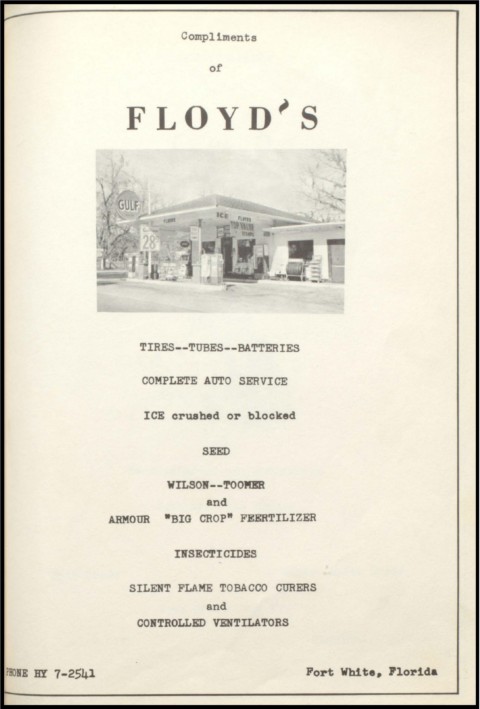 Compliments
of
FLOYD'S
GULF
28
ICE
TIRES--TUBES--BATTERIES
COMPLETE AUTO SERVICE
ICE crushed or blocked
SEED
WILSON--TOOMER
and
ARMOUR "BIG CROP" FEERTILIZER
INSECTICIDES
SILENT FLAME TOBACCO CURERS
and
CONTROLLED VENTILATORS
PHONE HY 7-2541
Fort White, Florida